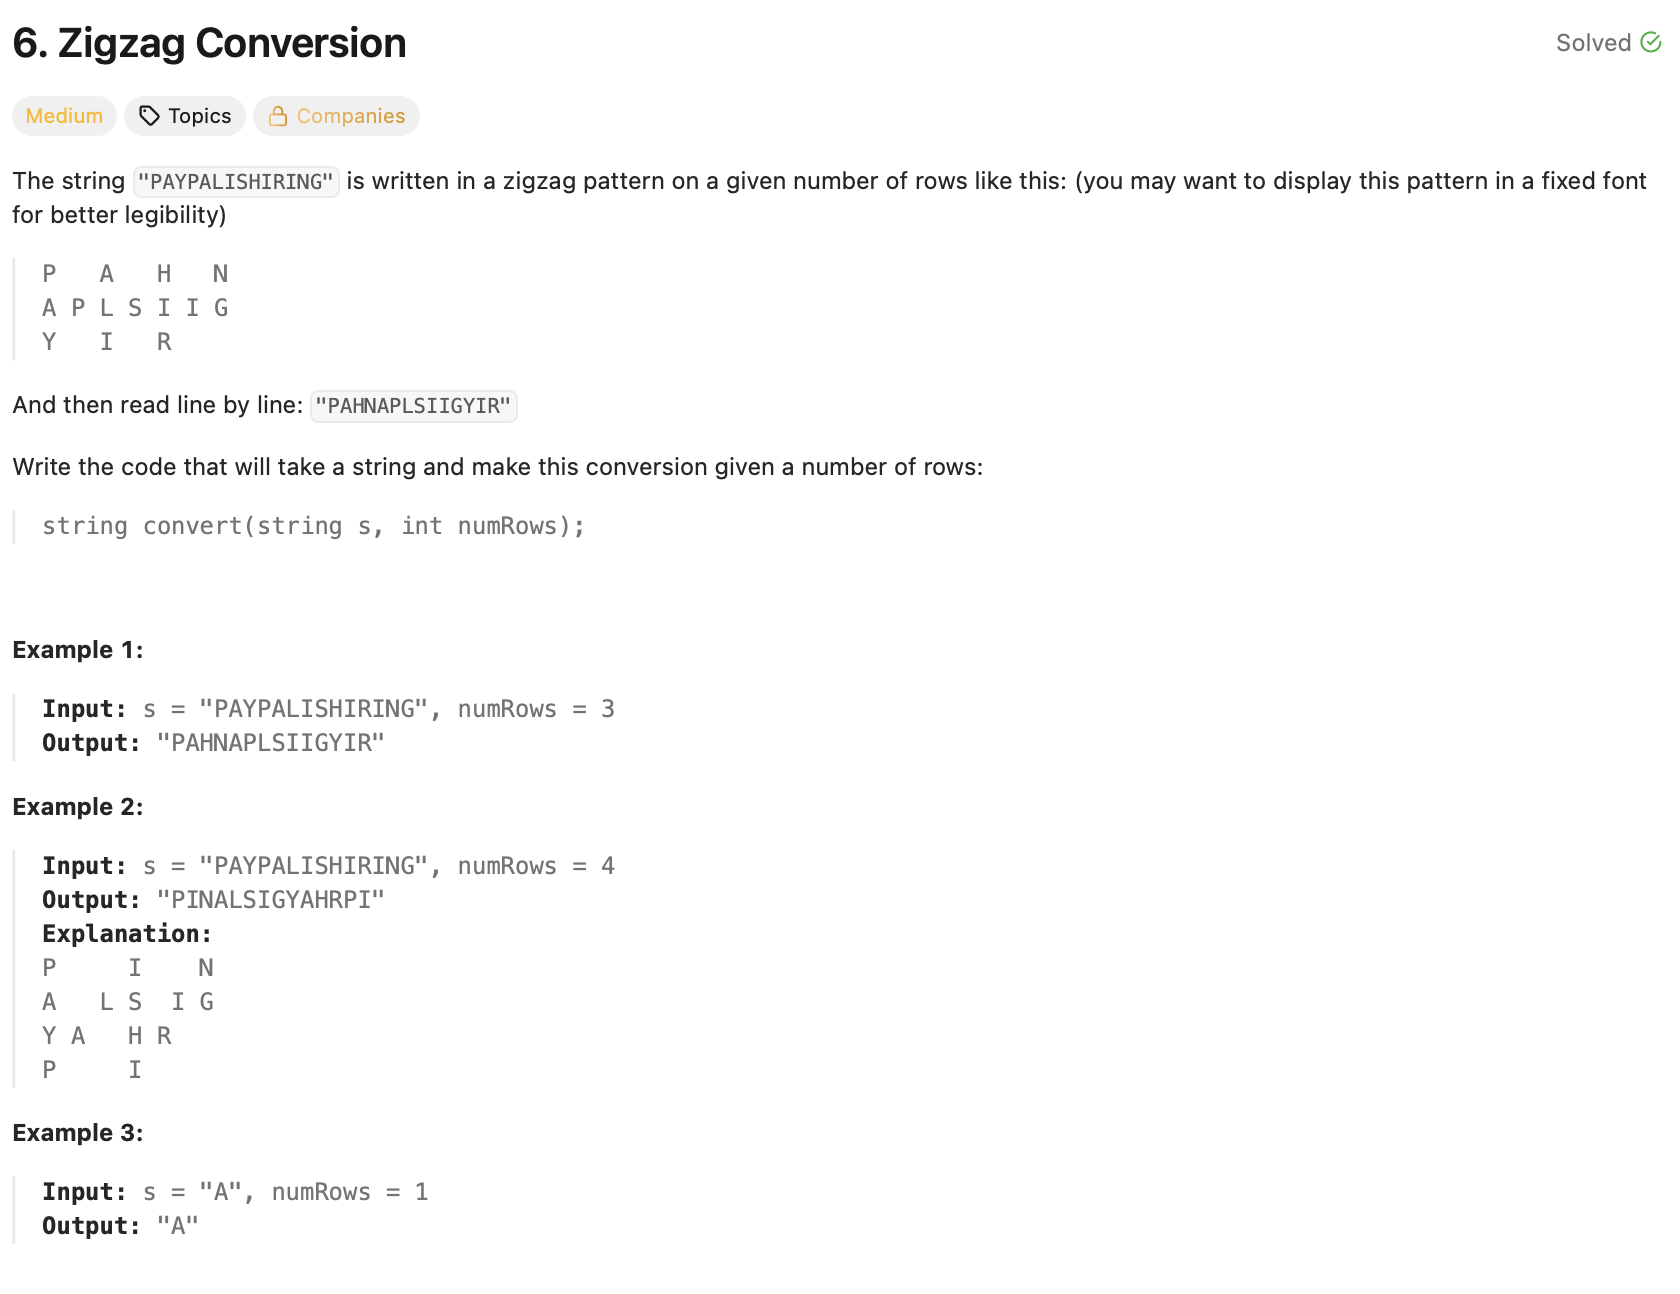 6. Zigzag Conversion
Solved
Medium Topics Companies
The string "PAYPALISHIRING" is written in a zigzag pattern on a given number of rows like this: (you may want to display this pattern in a fixed font
for better legibility)
P   A   H   N
A P L S I I G
Y   I   R
And then read line by line: "PAHNAPLSIIGYIR"
Write the code that will take a string and make this conversion given a number of rows:
string convert(string s, int numRows);
Example 1:
Input: s = "PAYPALISHIRING", numRows = 3
Output: "PAHNAPLSIIGYIR"
Example 2:
Input: s = "PAYPALISHIRING", numRows = 4
Output: "PINALSIGYAHRPI"
Explanation:
P     I    N
A   L S  I G
Y A   H R
P     I
Example 3:
Input: s = "A", numRows = 1
Output: "A"